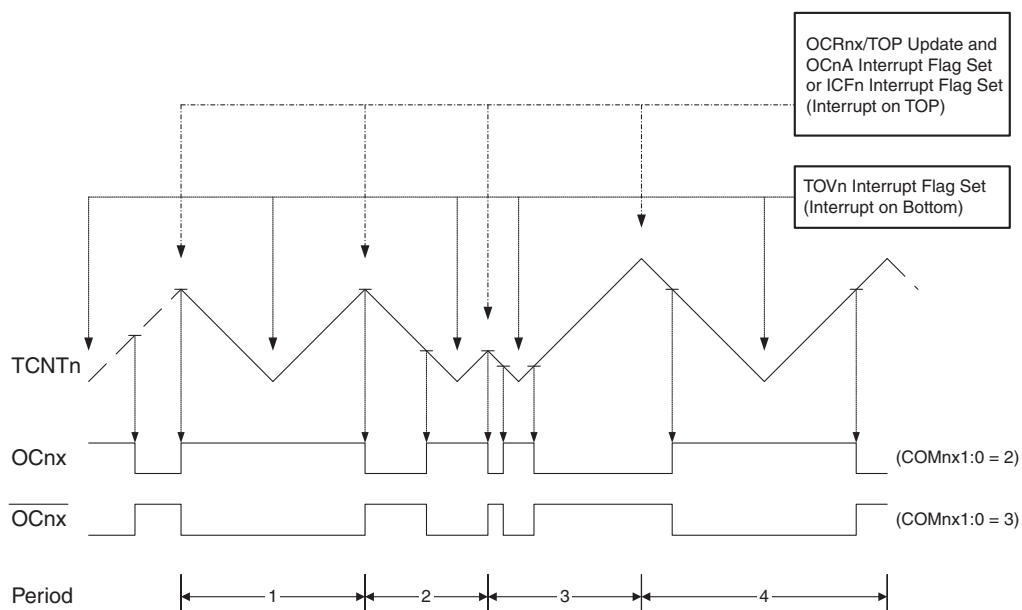 OCRnx/TOP Update and
OCnA Interrupt Flag Set
or ICFn Interrupt Flag Set
(Interrupt on TOP)
TOVn Interrupt Flag Set
(Interrupt on Bottom)
TCNTn
OCnx
(COMnx1:0 = 2)
OCnx
(COMnx1:0 = 3)
Period
1
2
3
4